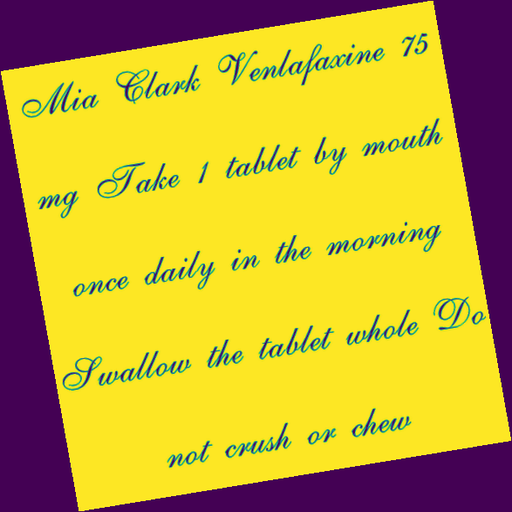 Mia Clark Venlafaxine 75
mg Take 1 tablet by mouth
once daily in the morning
Swallow the tablet whole Do
not crush or chew